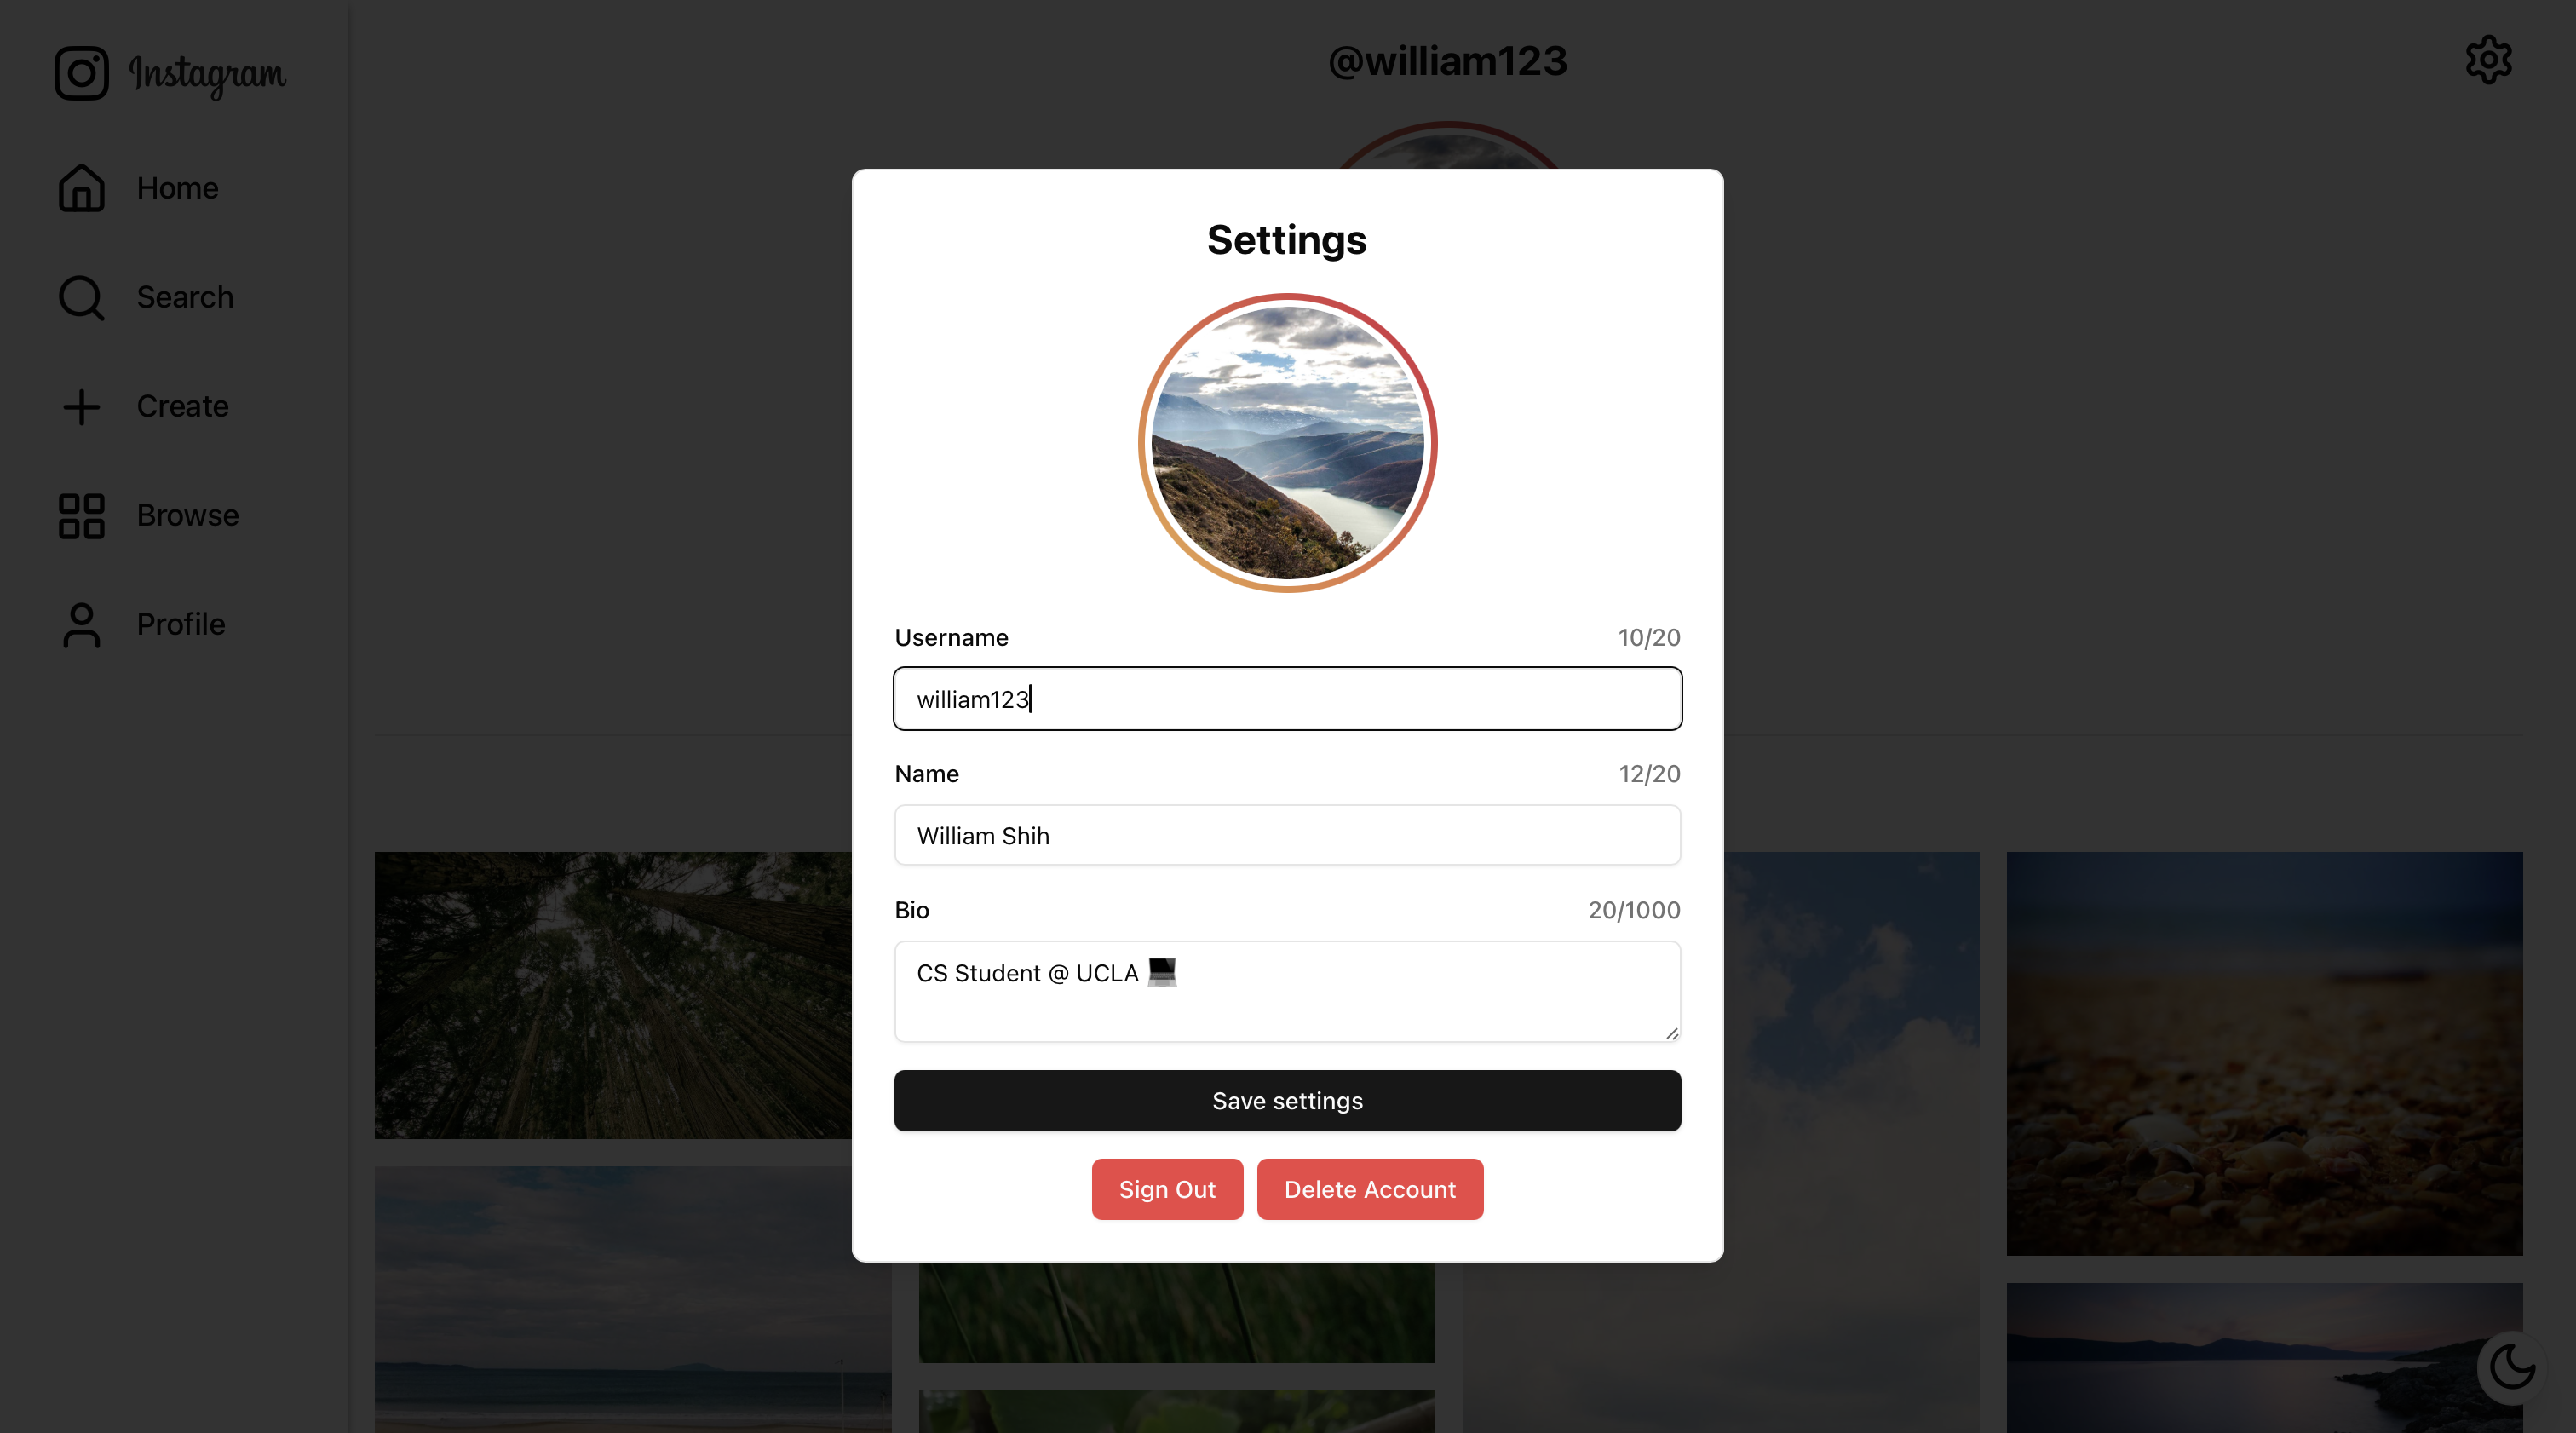 Instagram
Home
Search
Create
Browse
Profile
@william123
Settings
Username 10/20
william123
Name 12/20
William Shih
Bio 20/1000
CS Student @ UCLA 💻
Save settings
Sign Out Delete Account